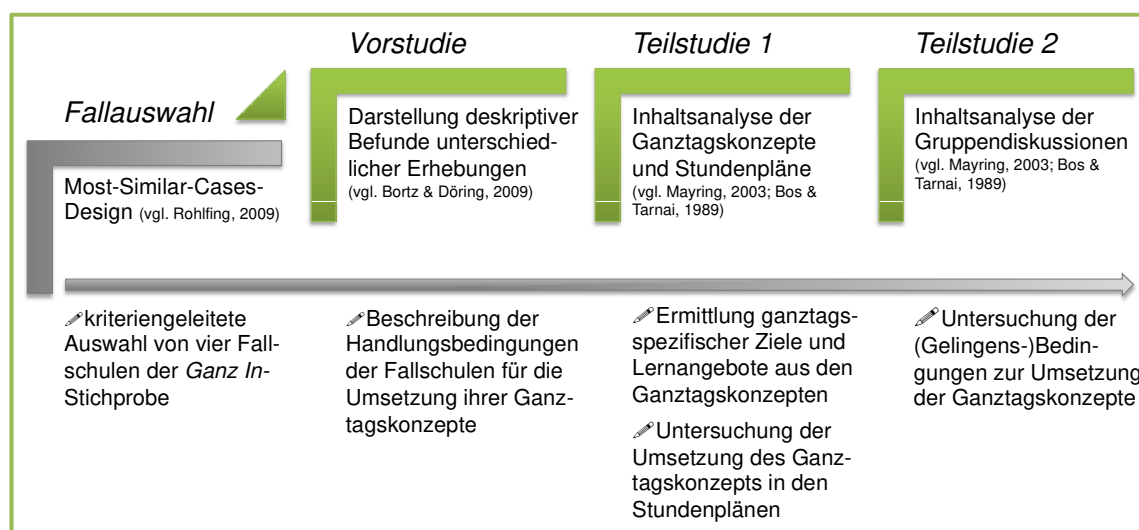 Fallauswahl
Most-Similar-Cases-
Design (vgl. Rohlfing, 2009)
kriteriengeleitete
Auswahl von vier Fall-
schulen der Ganz In-
Stichprobe
Vorstudie
Darstellung deskriptiver
Befunde unterschied-
licher Erhebungen
(vgl. Bortz & Döring, 2009)
Beschreibung der
Handlungsbedingungen
der Fallschulen für die
Umsetzung ihrer Ganz-
tagskonzepte
Teilstudie 1
Inhaltsanalyse der
Ganztagskonzepte
und Stundenpläne
(vgl. Mayring, 2003; Bos &
Tarnai, 1989)
Ermittlung ganztags-
spezifischer Ziele und
Lernangebote aus den
Ganztagskonzepten
Untersuchung der
Umsetzung des Ganz-
tagskonzepts in den
Stundenplänen
Teilstudie 2
Inhaltsanalyse der
Gruppendiskussionen
(vgl. Mayring, 2003; Bos &
Tarnai, 1989)
Untersuchung der
(Gelingens-)Bedin-
gungen zur Umsetzung
der Ganztagskonzepte